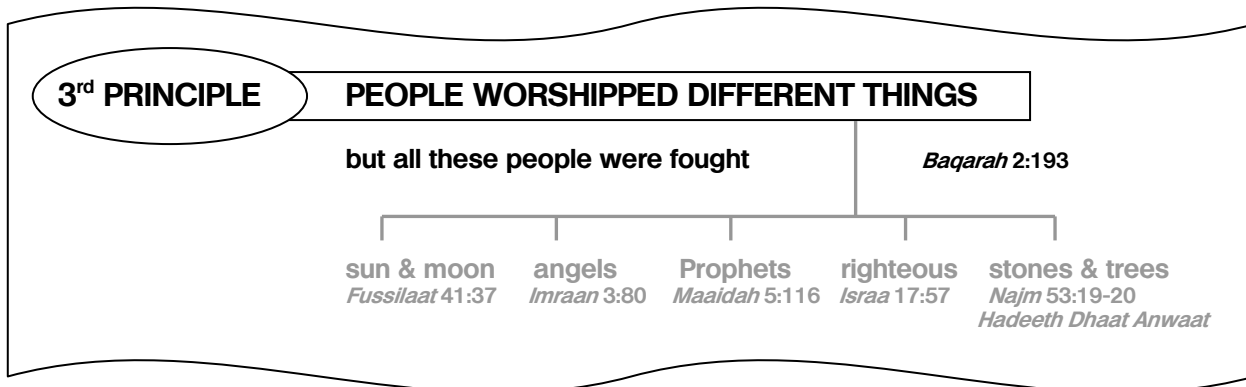 3rd PRINCIPLE PEOPLE WORSHIPPED DIFFERENT THINGS
but all these people were fought Baqarah 2:193
sun & moon angels Prophets righteous stones & trees
Fussilaat 41:37 Imraan 3:80 Maaidah 5:116 Israa 17:57 Najm 53:19-20
Hadeeth Dhaat Anwaat